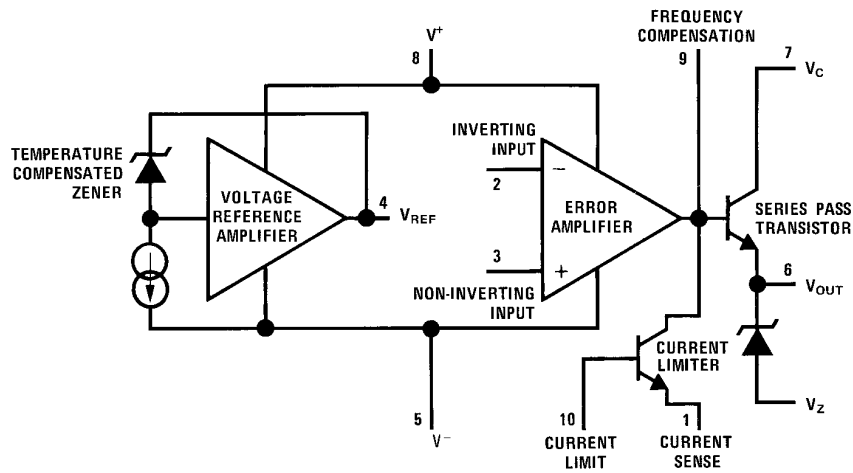 FREQUENCY
COMPENSATION
V+
8
9
7
VC
TEMPERATURE
COMPENSATED
ZENER
VOLTAGE
REFERENCE
AMPLIFIER
4
VREF
INVERTING
INPUT
2
−
ERROR
AMPLIFIER
3
+
NON-INVERTING
INPUT
SERIES PASS
TRANSISTOR
6
VOUT
CURRENT
LIMITER
VZ
5
V−
10
CURRENT
LIMIT
1
CURRENT
SENSE